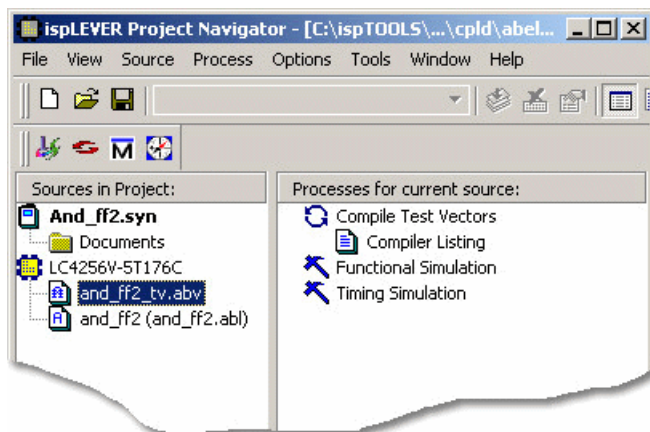 ispLEVER Project Navigator - [C:\ispTOOLS\...\cpld\abel...
File View Source Process Options Tools Window Help
Sources in Project:
Processes for current source:
And_ff2.syn
Documents
LC4256V-5T176C
and_ff2_tv.abv
and_ff2 (and_ff2.abl)
Compile Test Vectors
Compiler Listing
Functional Simulation
Timing Simulation